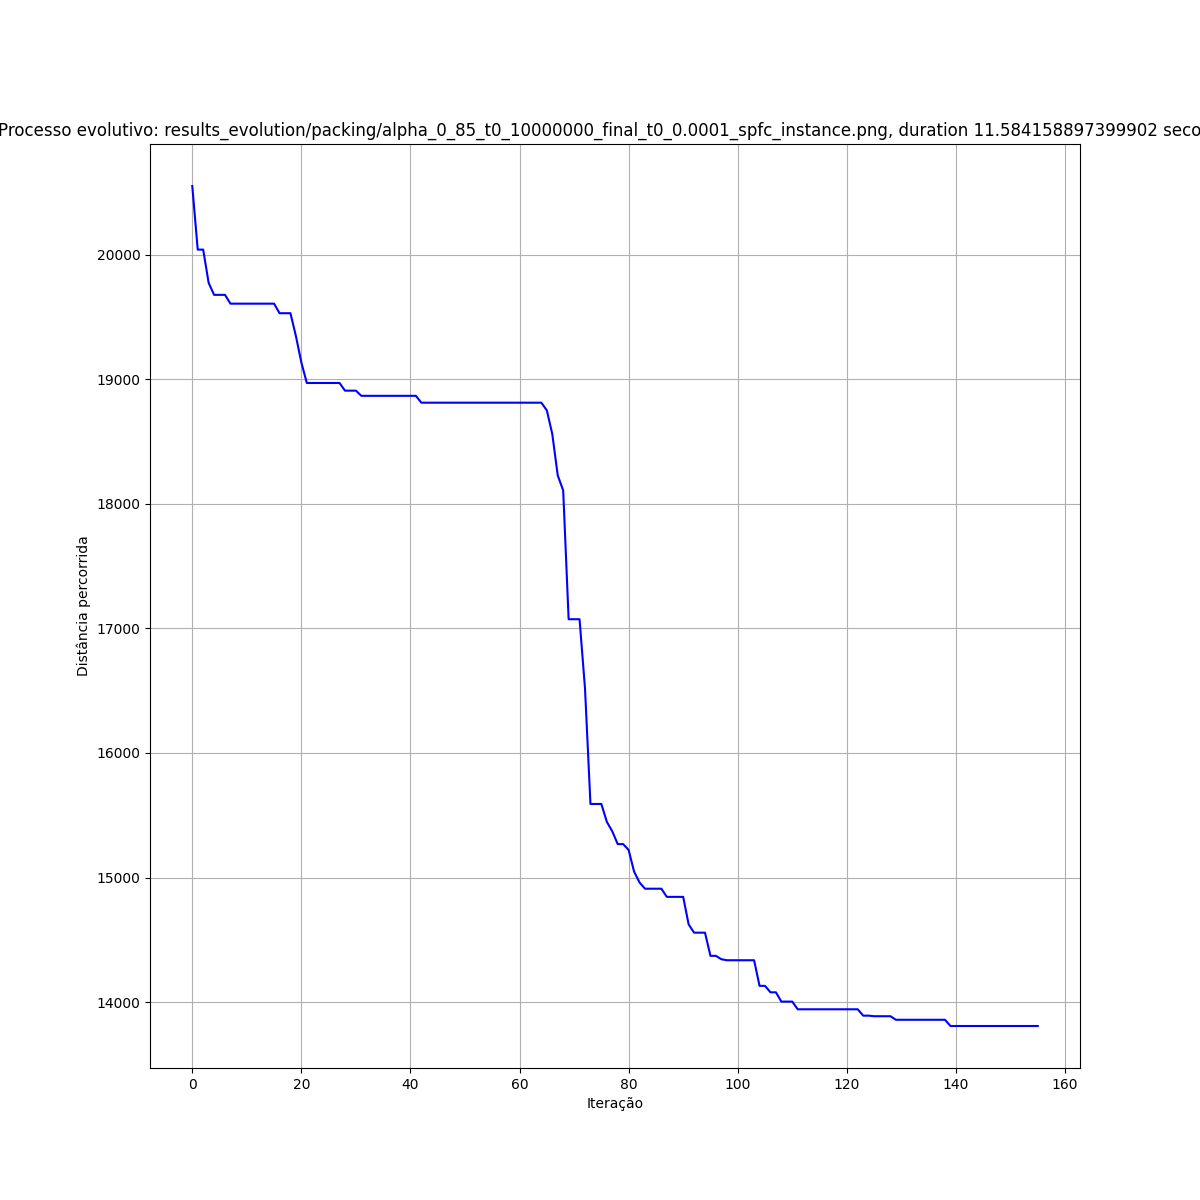 Processo evolutivo: results_evolution/packing/alpha_0_85_t0_10000000_final_t0_0.0001_spfc_instance.png, duration 11.584158897399902 seco
20000
19000
18000
17000
16000
15000
14000
Distância percorrida
0 20 40 60 80 100 120 140 160
Iteração